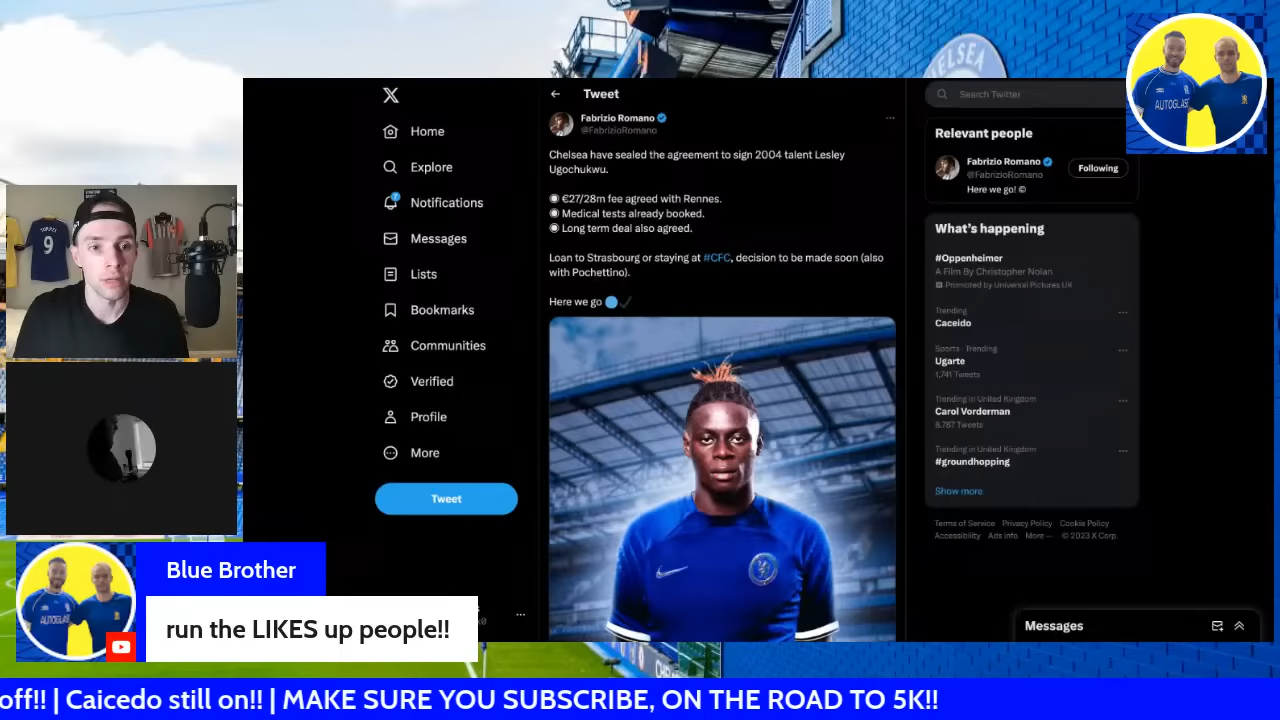 CHELSEA
AUTOGLASS
TORRES
9
Home
Explore
7
Notifications
Messages
Lists
Bookmarks
Communities
Verified
Profile
More
Tweet
Tweet
Fabrizio Romano
@FabrizioRomano
Chelsea have sealed the agreement to sign 2004 talent Lesley
Ugochukwu.
€27/28m fee agreed with Rennes.
Medical tests already booked.
Long term deal also agreed.
Loan to Strasbourg or staying at #CFC, decision to be made soon (also
with Pochettino).
Here we go
Search Twitter
Relevant people
Fabrizio Romano
@FabrizioRomano
Following
Here we go! ©
What's happening
#Oppenheimer
A Film By Christopher Nolan
Promoted by Universal Pictures UK
Trending
Caceido
Sports · Trending
Ugarte
1,741 Tweets
Trending in United Kingdom
Carol Vorderman
8,787 Tweets
Trending in United Kingdom
#groundhopping
Show more
Terms of Service Privacy Policy Cookie Policy
Accessibility Ads info More ··· © 2023 X Corp.
Messages
AUTOGLASS
Blue Brother
run the LIKES up people!!
off!! | Caicedo still on!! | MAKE SURE YOU SUBSCRIBE, ON THE ROAD TO 5K!!